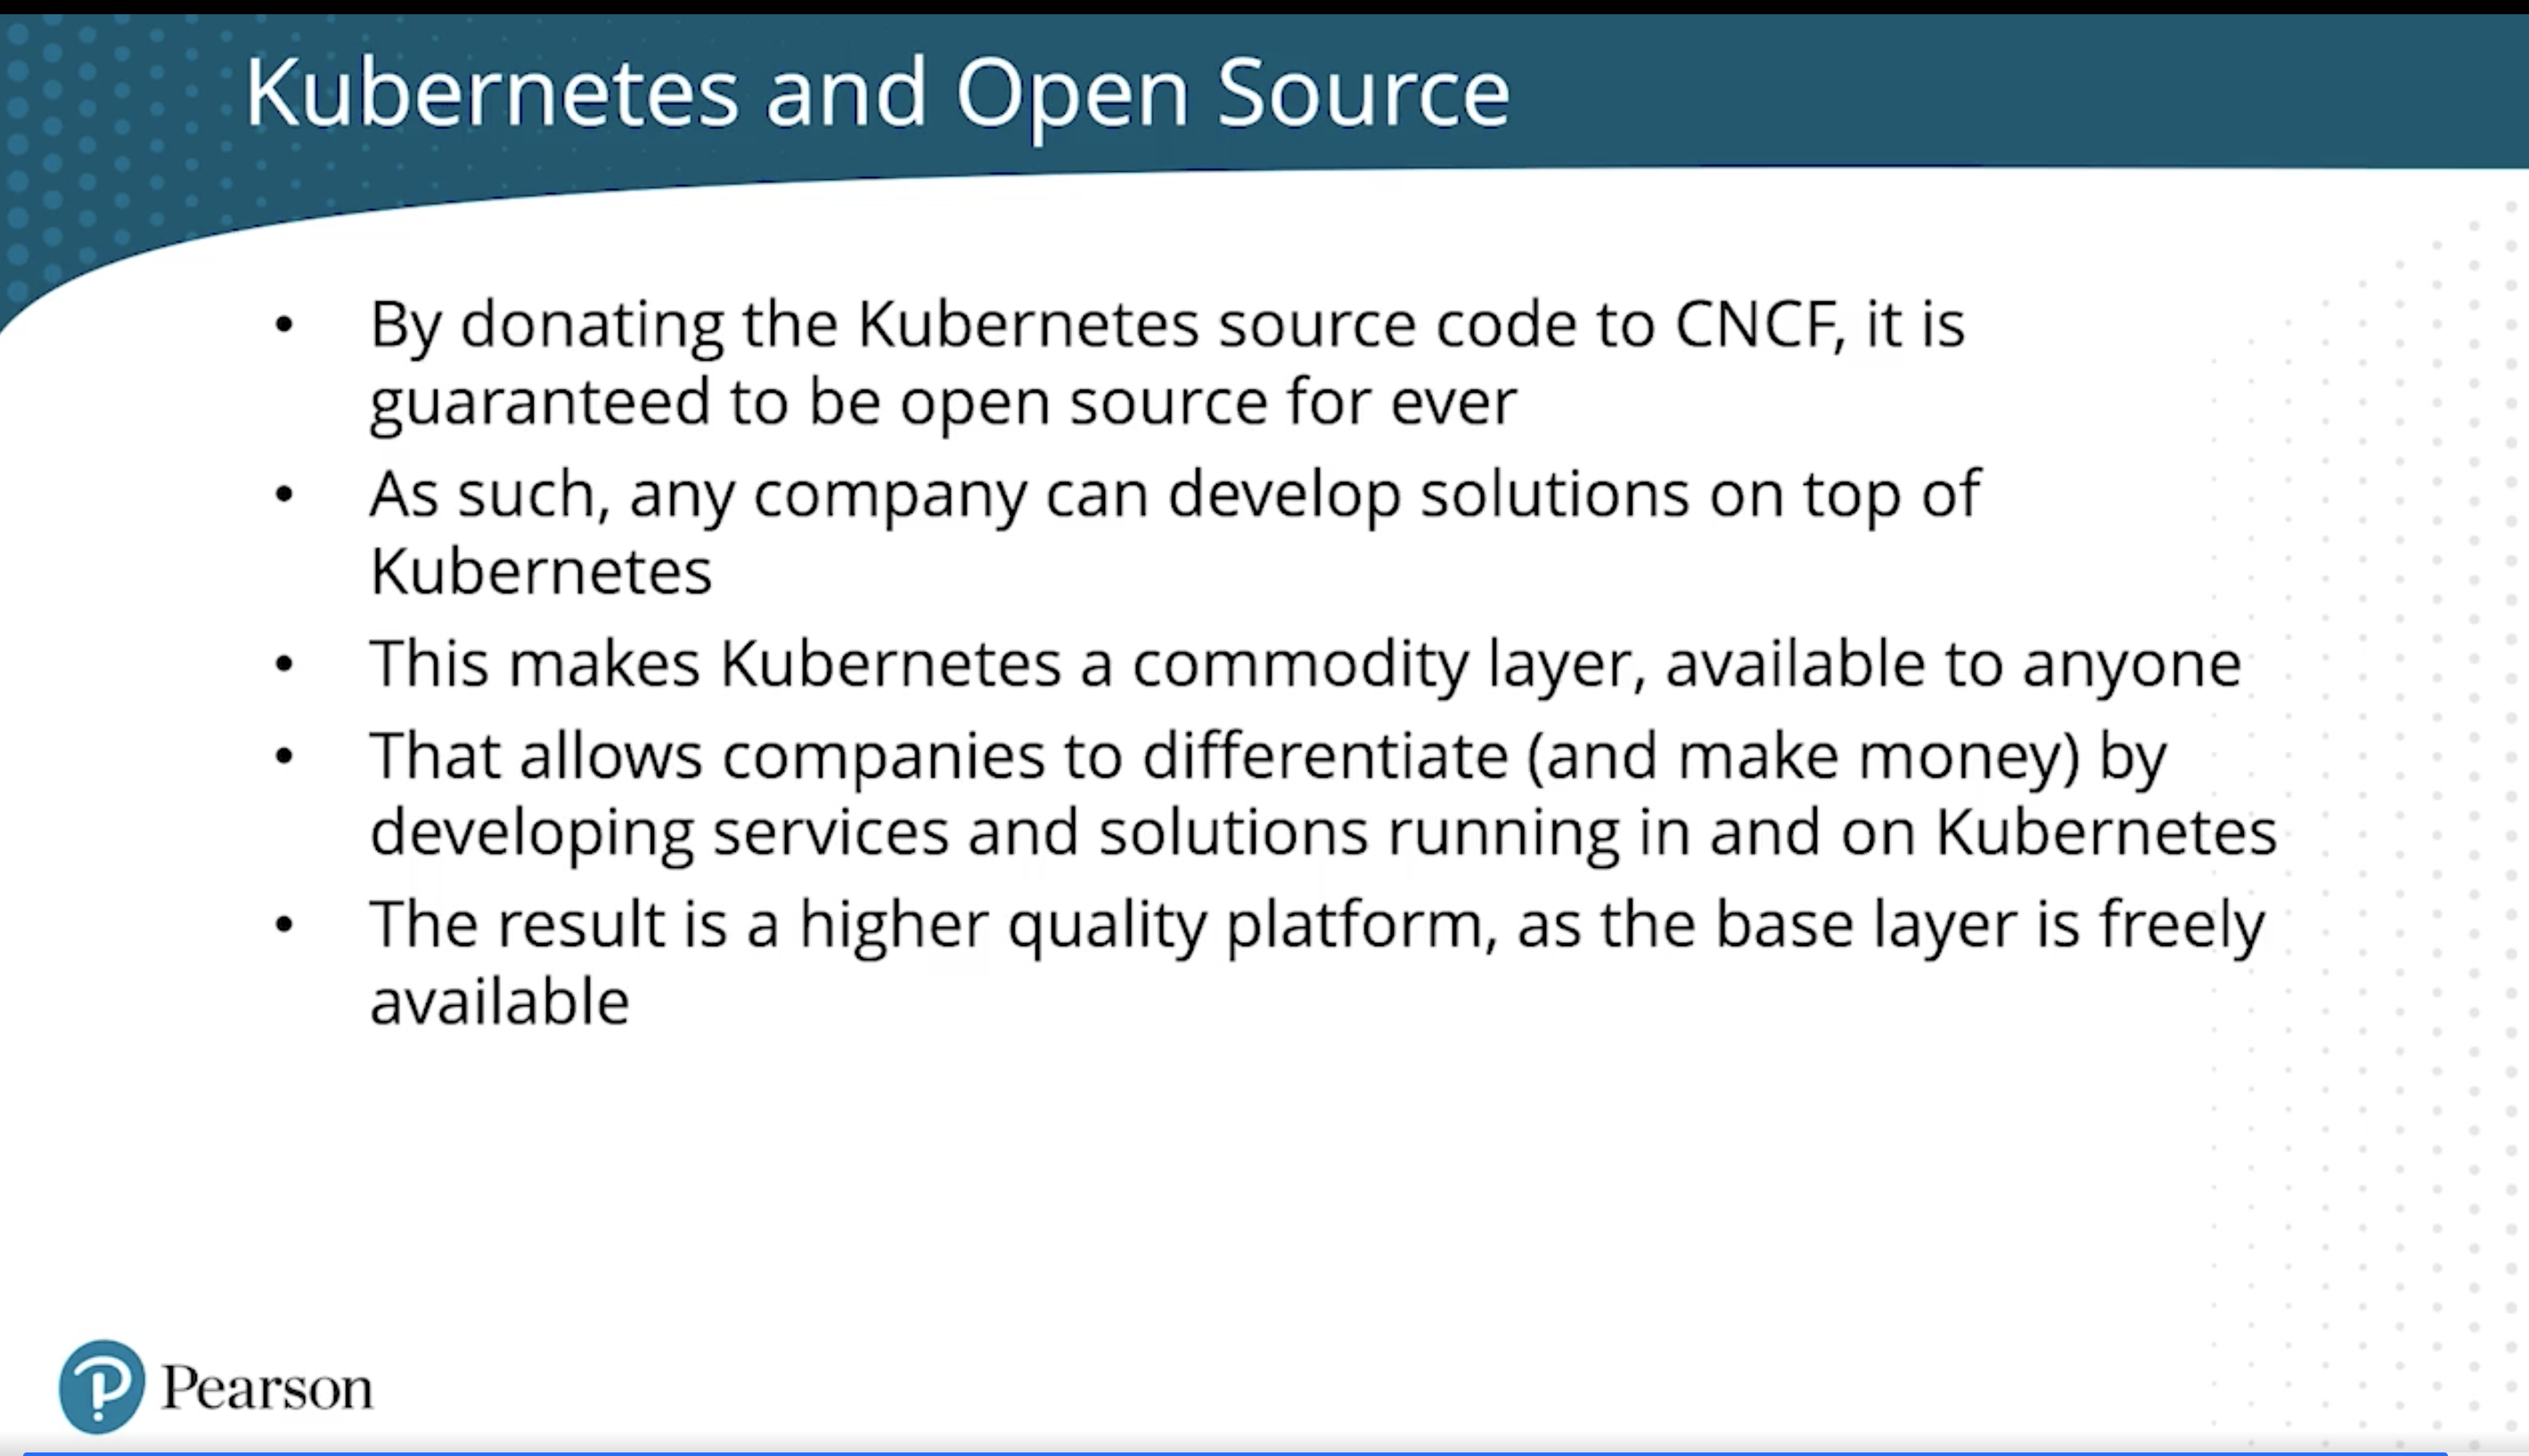 Kubernetes and Open Source
• By donating the Kubernetes source code to CNCF, it is
guaranteed to be open source for ever
• As such, any company can develop solutions on top of
Kubernetes
• This makes Kubernetes a commodity layer, available to anyone
• That allows companies to differentiate (and make money) by
developing services and solutions running in and on Kubernetes
• The result is a higher quality platform, as the base layer is freely
available
Pearson